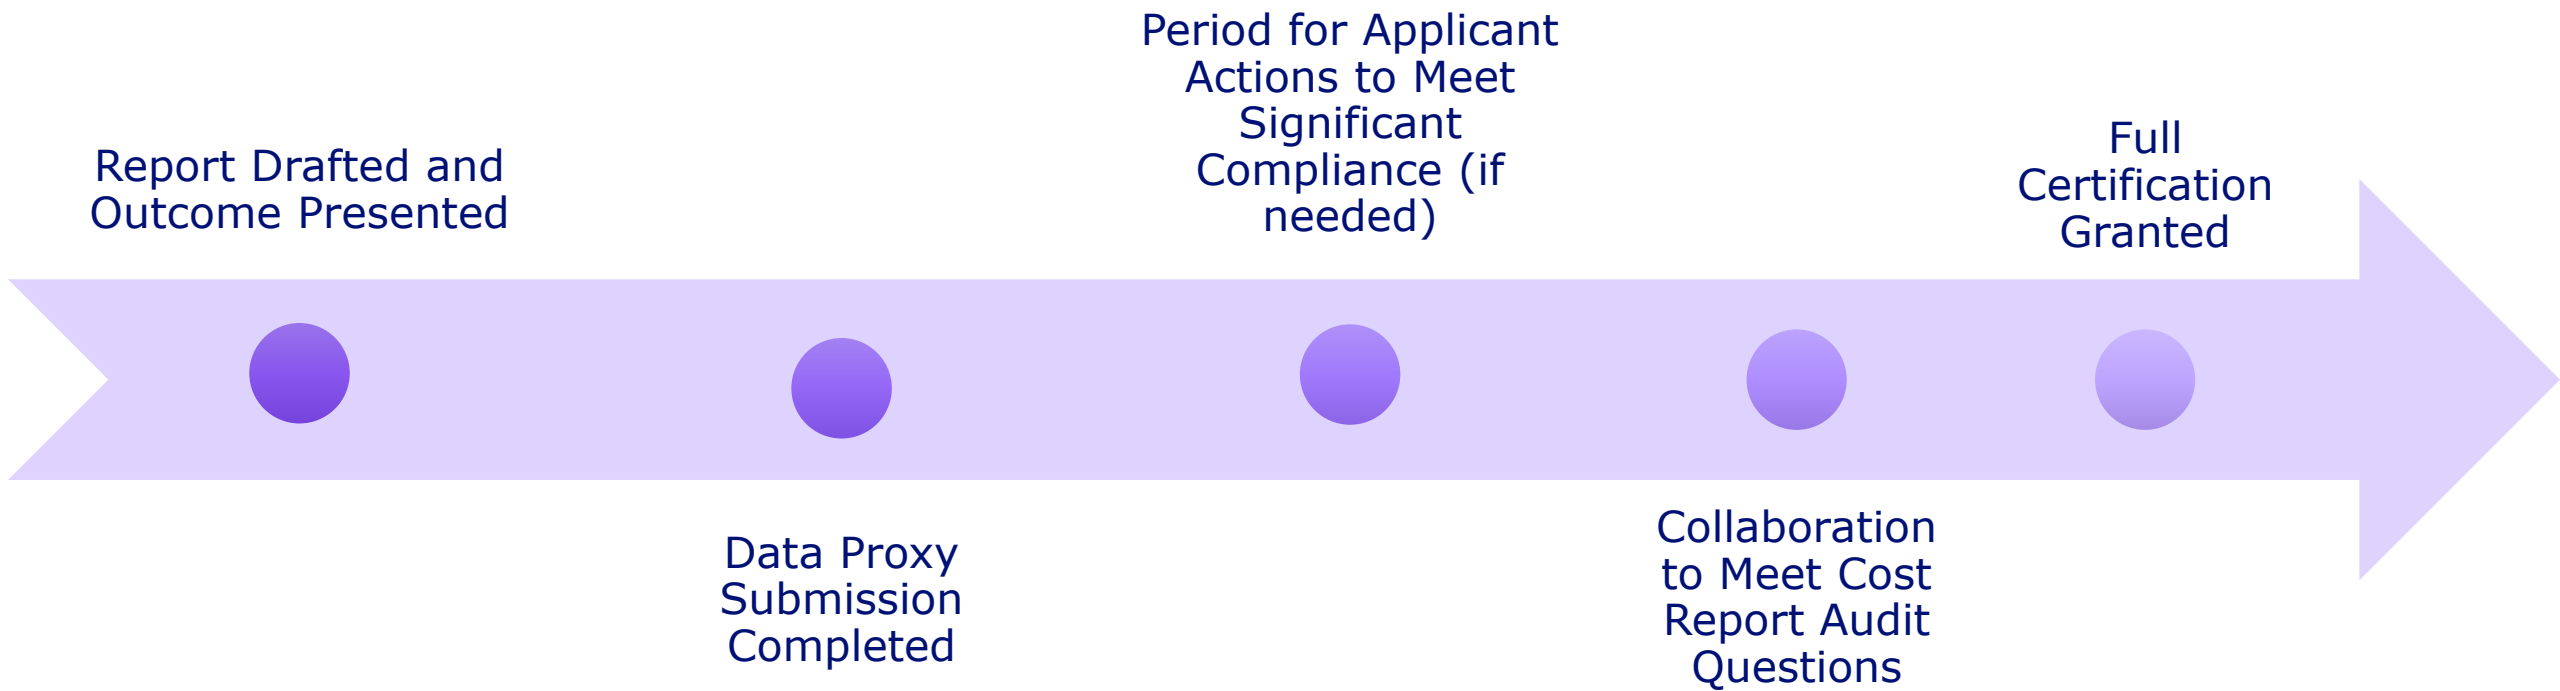 Report Drafted and
Outcome Presented
Data Proxy
Submission
Completed
Period for Applicant
Actions to Meet
Significant
Compliance (if
needed)
Collaboration
to Meet Cost
Report Audit
Questions
Full
Certification
Granted